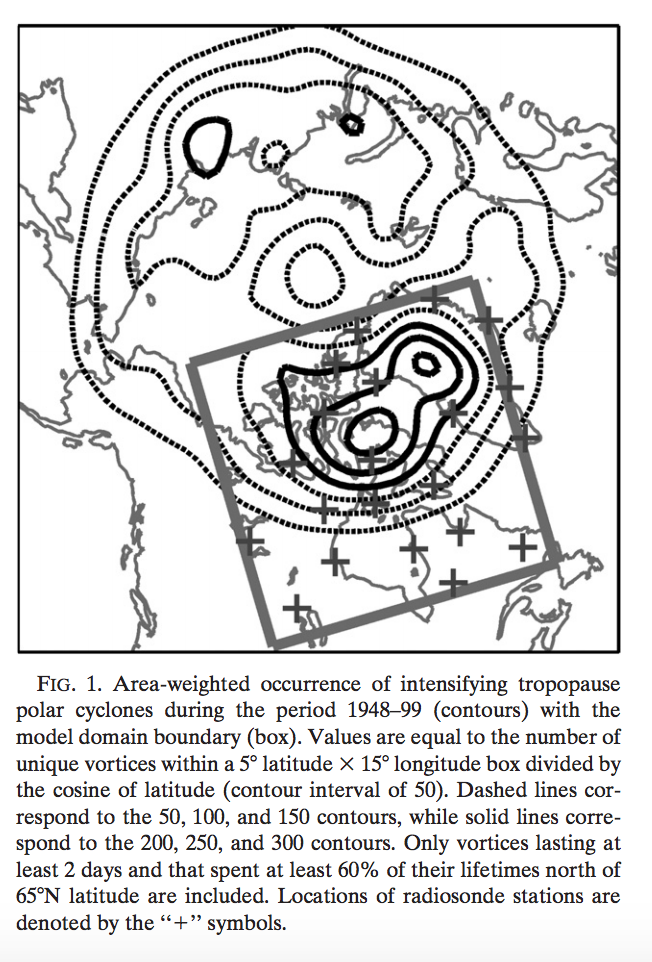 FIG. 1. Area-weighted occurrence of intensifying tropopause
polar cyclones during the period 1948–99 (contours) with the
model domain boundary (box). Values are equal to the number of
unique vortices within a 5° latitude × 15° longitude box divided by
the cosine of latitude (contour interval of 50). Dashed lines cor-
respond to the 50, 100, and 150 contours, while solid lines corre-
spond to the 200, 250, and 300 contours. Only vortices lasting at
least 2 days and that spent at least 60% of their lifetimes north of
65°N latitude are included. Locations of radiosonde stations are
denoted by the “+” symbols.